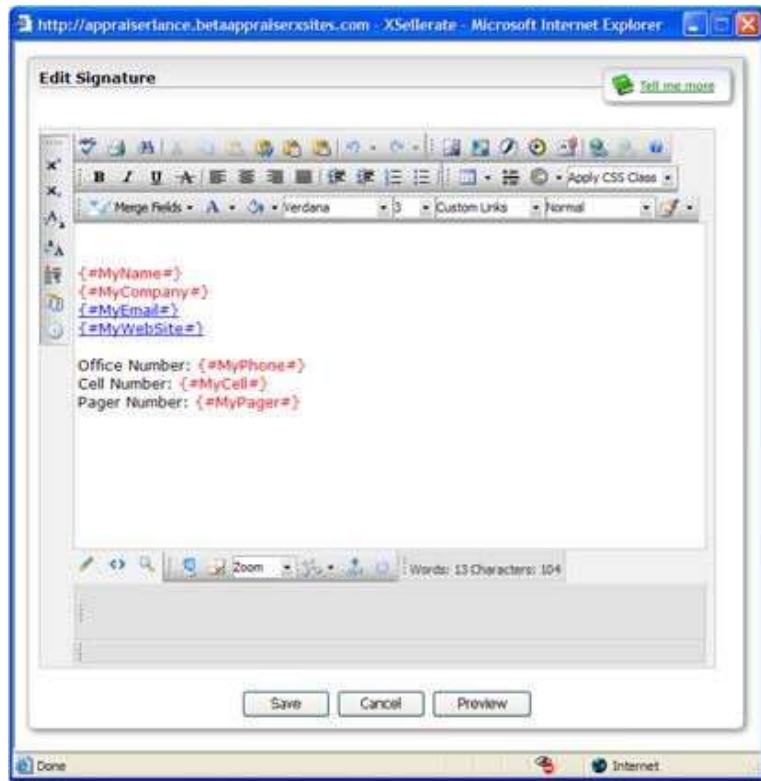 http://appraiserlance.betaappraiserxsites.com - XSellerate - Microsoft Internet Explorer
Edit Signature
Tell me more
B I U A Apply CSS Class
Merge Fields A Verdana 3 Custom Links Normal
{#MyName#}
{#MyCompany#}
{#MyEmail#}
{#MyWebSite#}
Office Number: {#MyPhone#}
Cell Number: {#MyCell#}
Pager Number: {#MyPager#}
Zoom Words: 13 Characters: 104
Save Cancel Preview
Done Internet